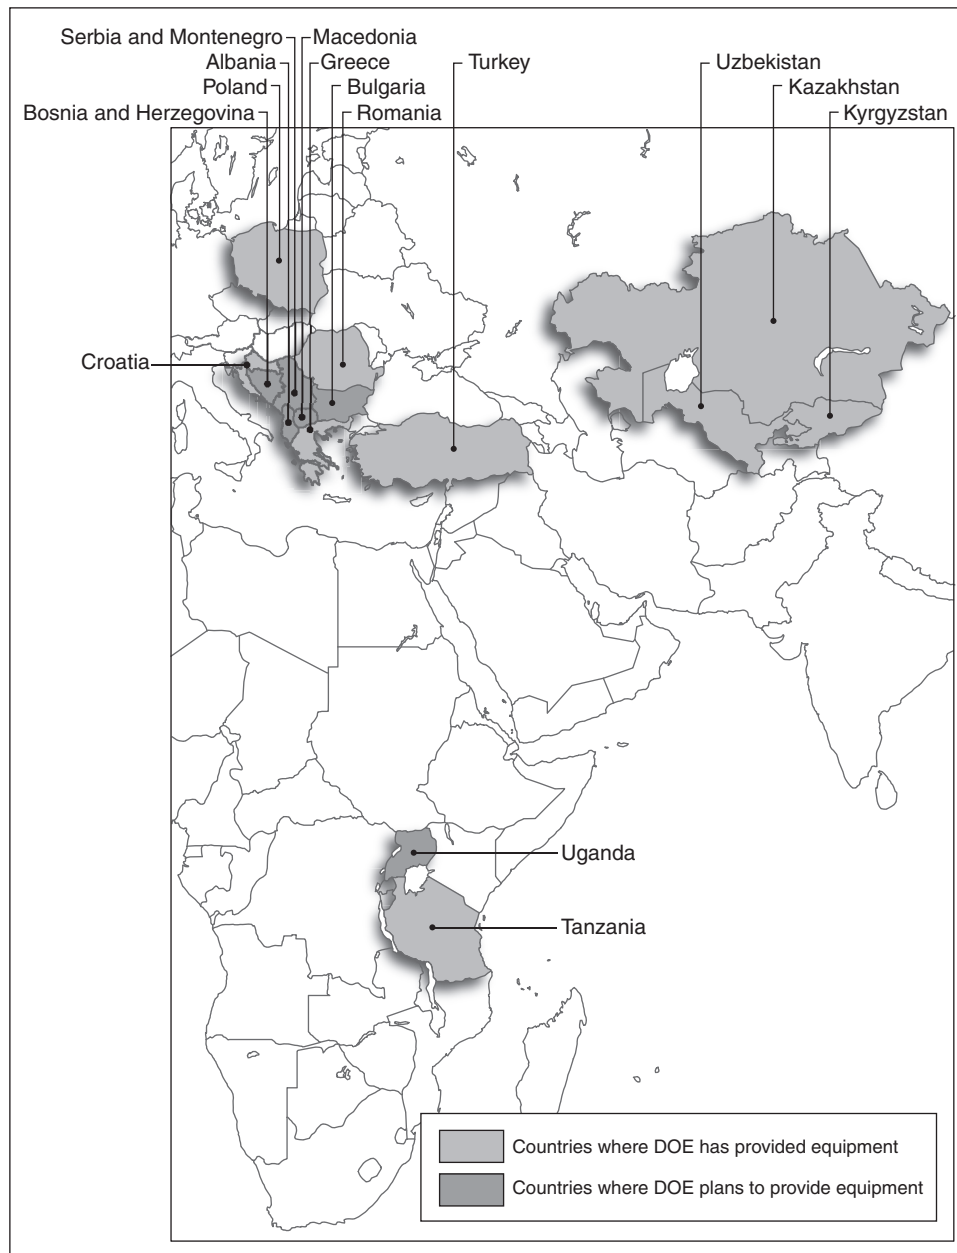 Serbia and Montenegro
Macedonia
Albania
Greece
Turkey
Uzbekistan
Poland
Bulgaria
Kazakhstan
Bosnia and Herzegovina
Romania
Kyrgyzstan
Croatia
Uganda
Tanzania
Countries where DOE has provided equipment
Countries where DOE plans to provide equipment